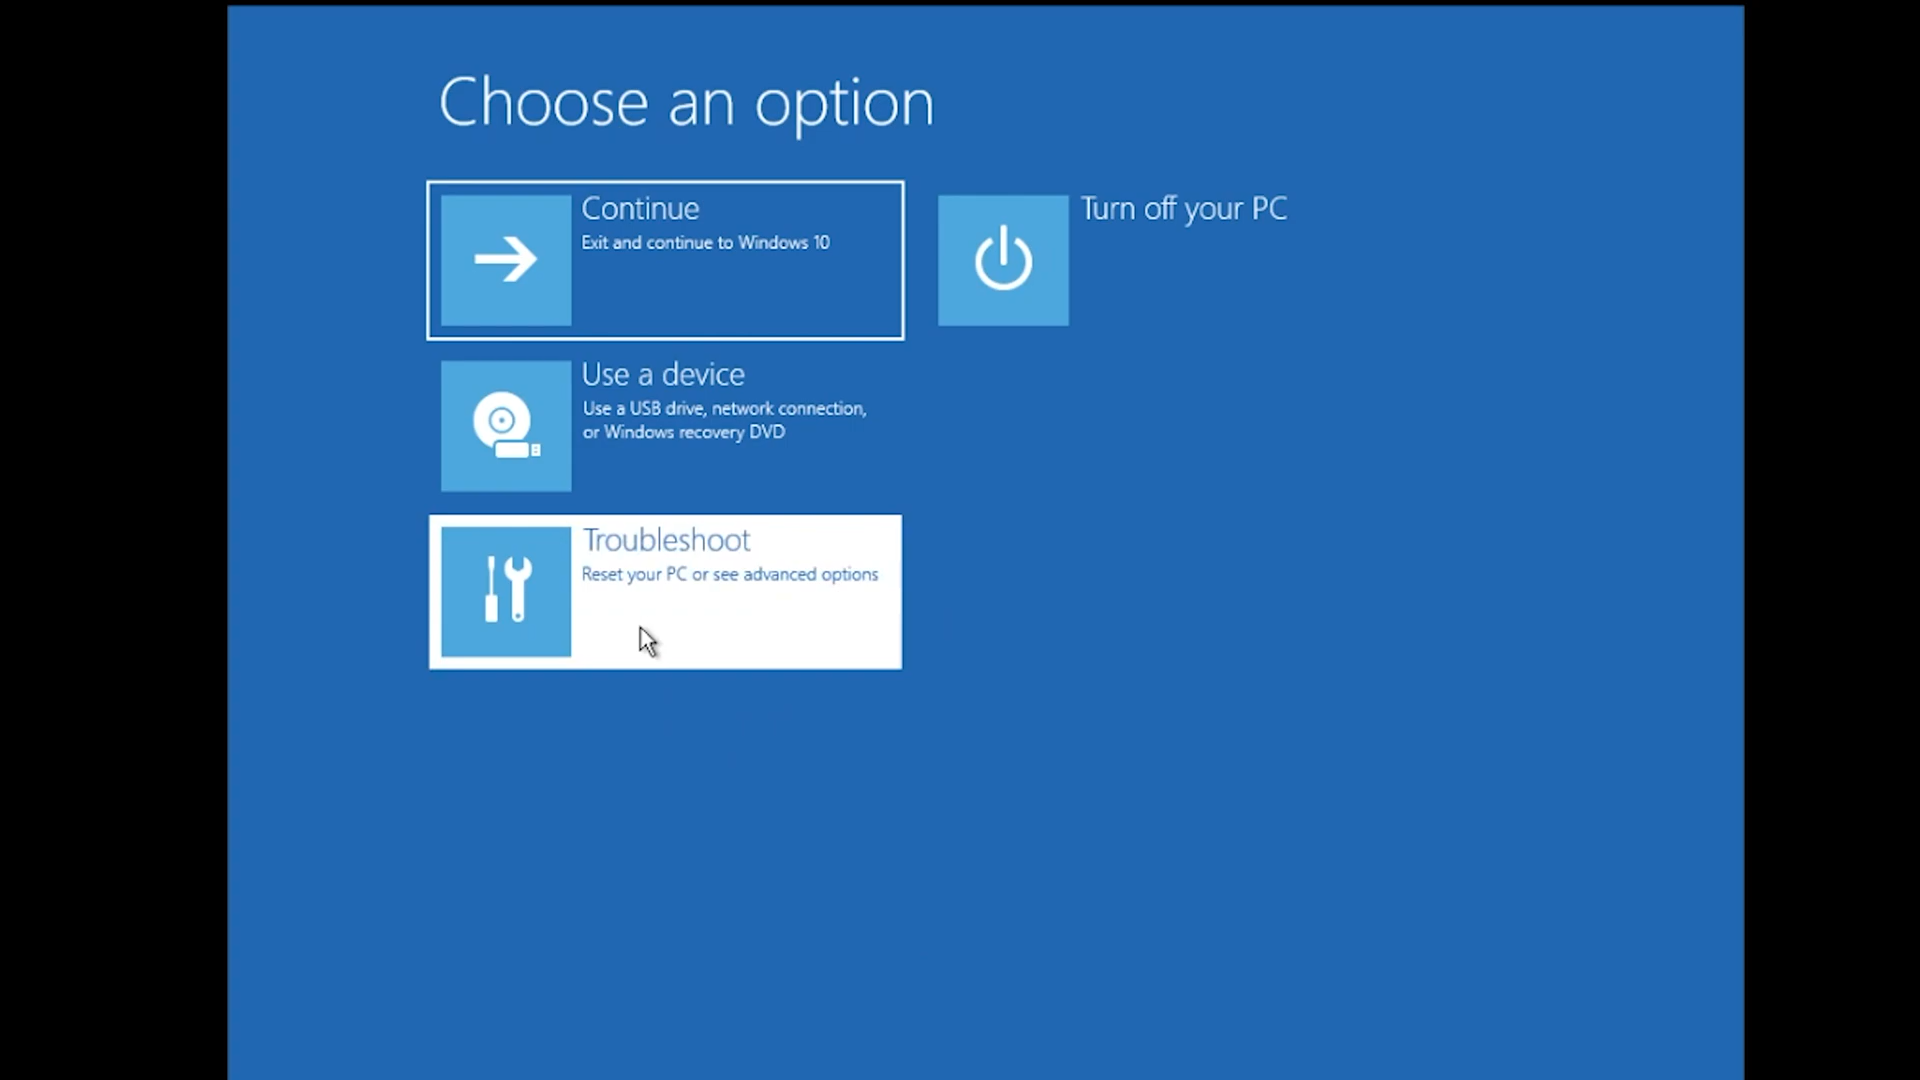 Choose an option
Continue
Exit and continue to Windows 10
Turn off your PC
Use a device
Use a USB drive, network connection,
or Windows recovery DVD
Troubleshoot
Reset your PC or see advanced options